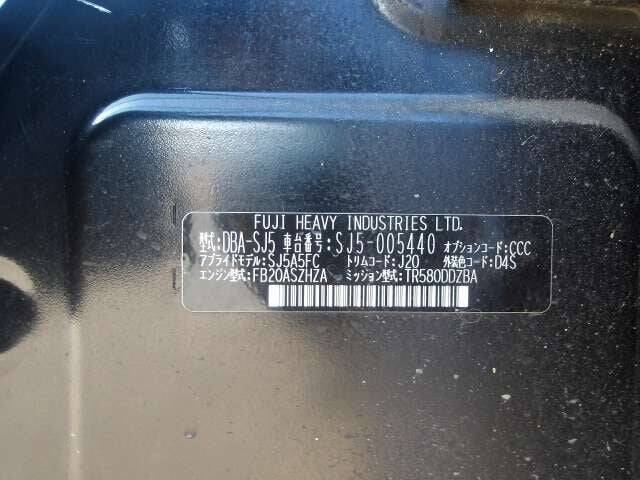 FUJI HEAVY INDUSTRIES LTD.
型式:DBA-SJ5 車台番号:SJ5-005440 オプションコード:CCC
アプライドモデル:SJ5A5FC トリムコード:J20 外装色コード:D4S
エンジン型式:FB20ASZHZA ミッション型式:TR580DDZBA